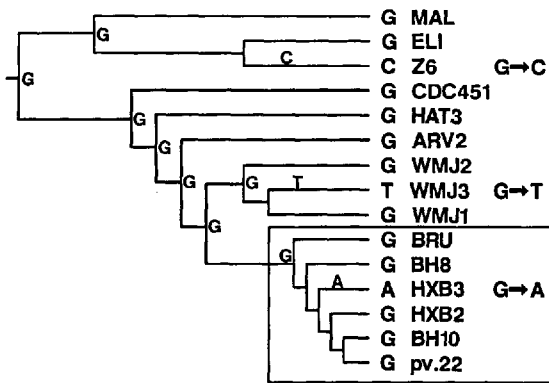 G MAL
G ELI
C
C Z6 G→C
G
G CDC451
G
G HAT3
G
G ARV2
G WMJ2
G
G T
T WMJ3 G→T
G
G WMJ1
G BRU
G
G BH8
A
A HXB3 G→A
G HXB2
G BH10
G pv.22